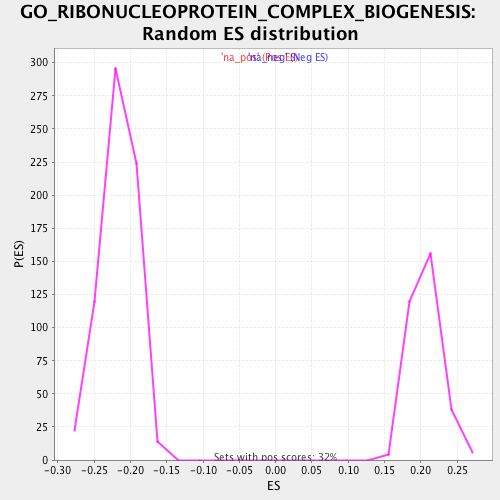 GO_RIBONUCLEOPROTEIN_COMPLEX_BIOGENESIS:
Random ES distribution
'na_pos' (Pos ES) 'na_neg' (Neg ES)
300
275
250
225
200
175
150
125
100
75
50
25
0
P(ES)
Sets with pos scores: 32%
-0.30 -0.25 -0.20 -0.15 -0.10 -0.05 0.00 0.05 0.10 0.15 0.20 0.25
ES